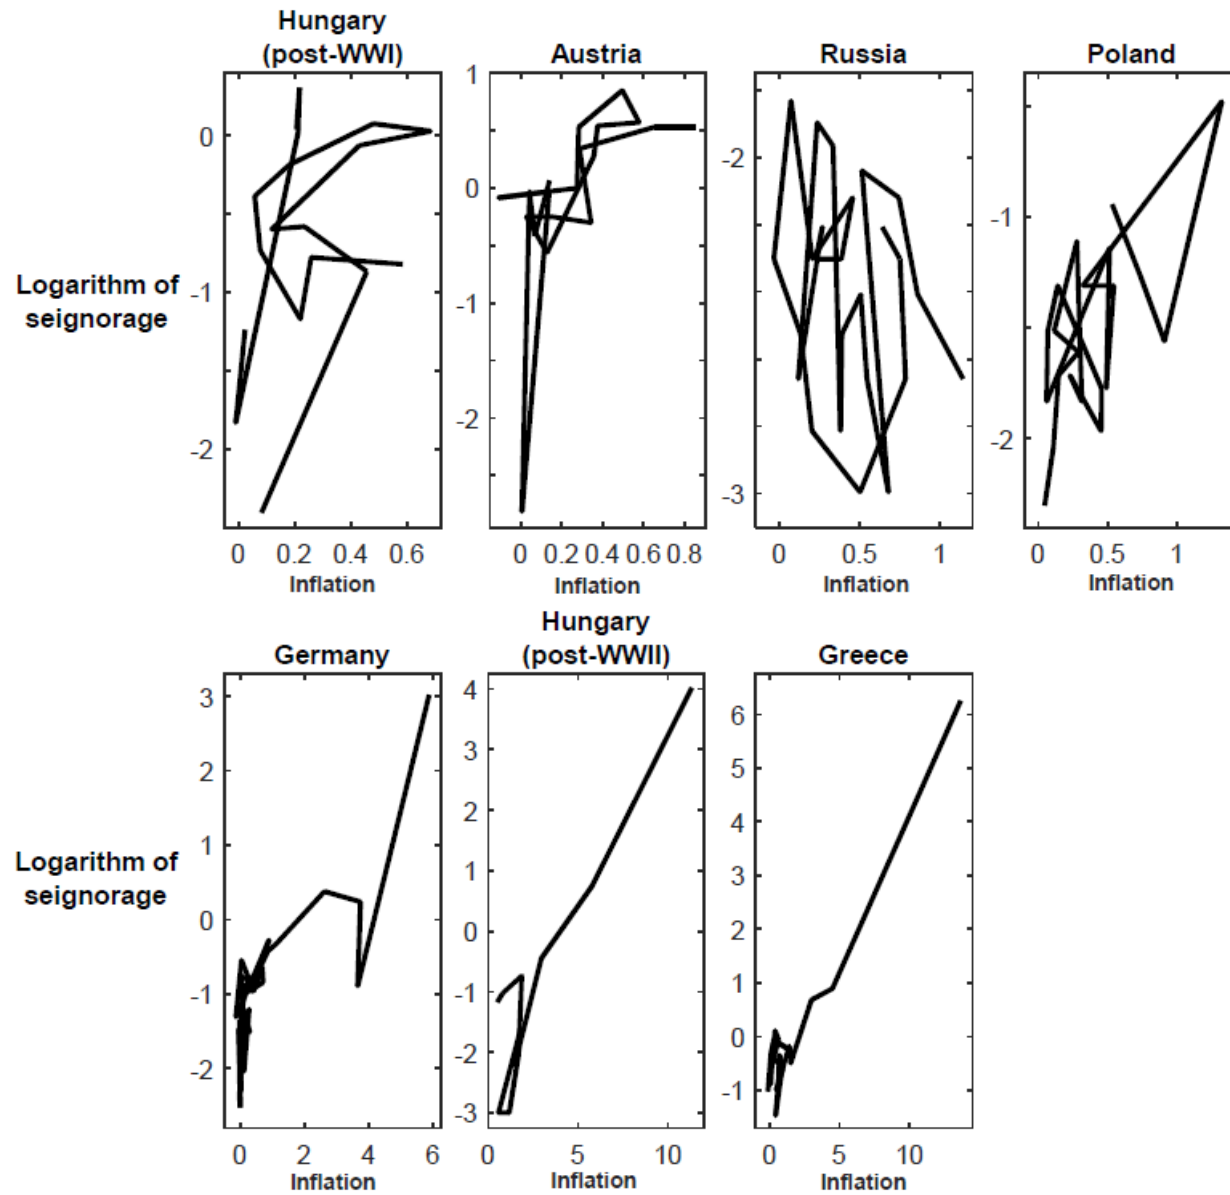 Hungary
(post-WWI)
Austria
Russia
Poland
Logarithm of
seignorage
0
-1
-2
0 0.2 0.4 0.6
Inflation
1
0
-1
-2
0 0.2 0.4 0.6 0.8
Inflation
-2
-3
0 0.5 1
Inflation
-1
-2
0 0.5 1
Inflation
Germany
Hungary
(post-WWII)
Greece
Logarithm of
seignorage
3
2
1
0
-1
-2
0 2 4 6
Inflation
4
3
2
1
0
-1
-2
-3
0 5 10
Inflation
6
5
4
3
2
1
0
-1
0 5 10
Inflation